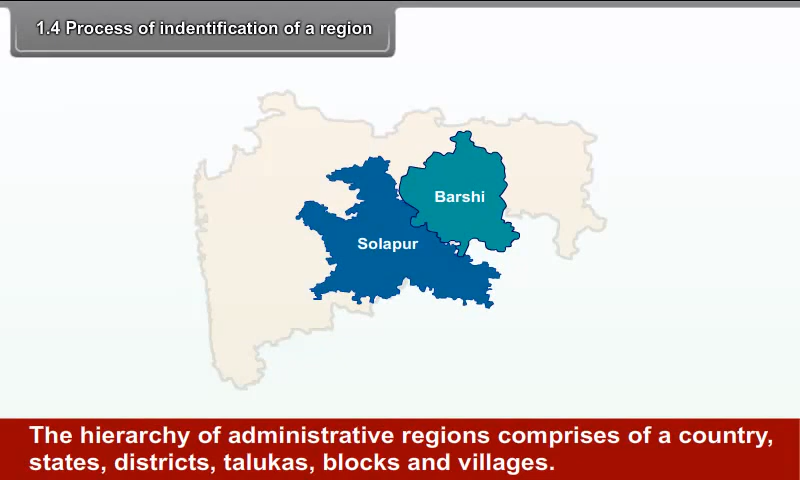 1.4 Process of indentification of a region
Barshi
Solapur
The hierarchy of administrative regions comprises of a country,
states, districts, talukas, blocks and villages.